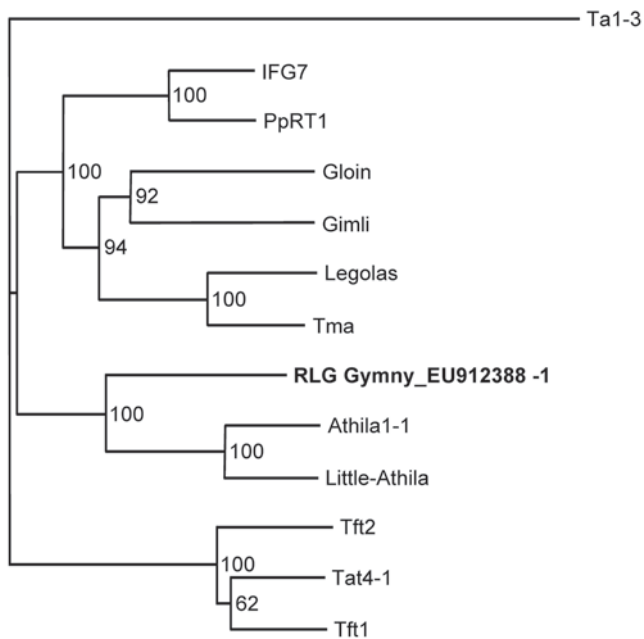 Ta1-3
IFG7
100
PpRT1
100
Gloin
92
Gimli
94
Legolas
100
Tma
RLG Gymny_EU912388 -1
100
Athila1-1
100
Little-Athila
Tft2
100
Tat4-1
62
Tft1